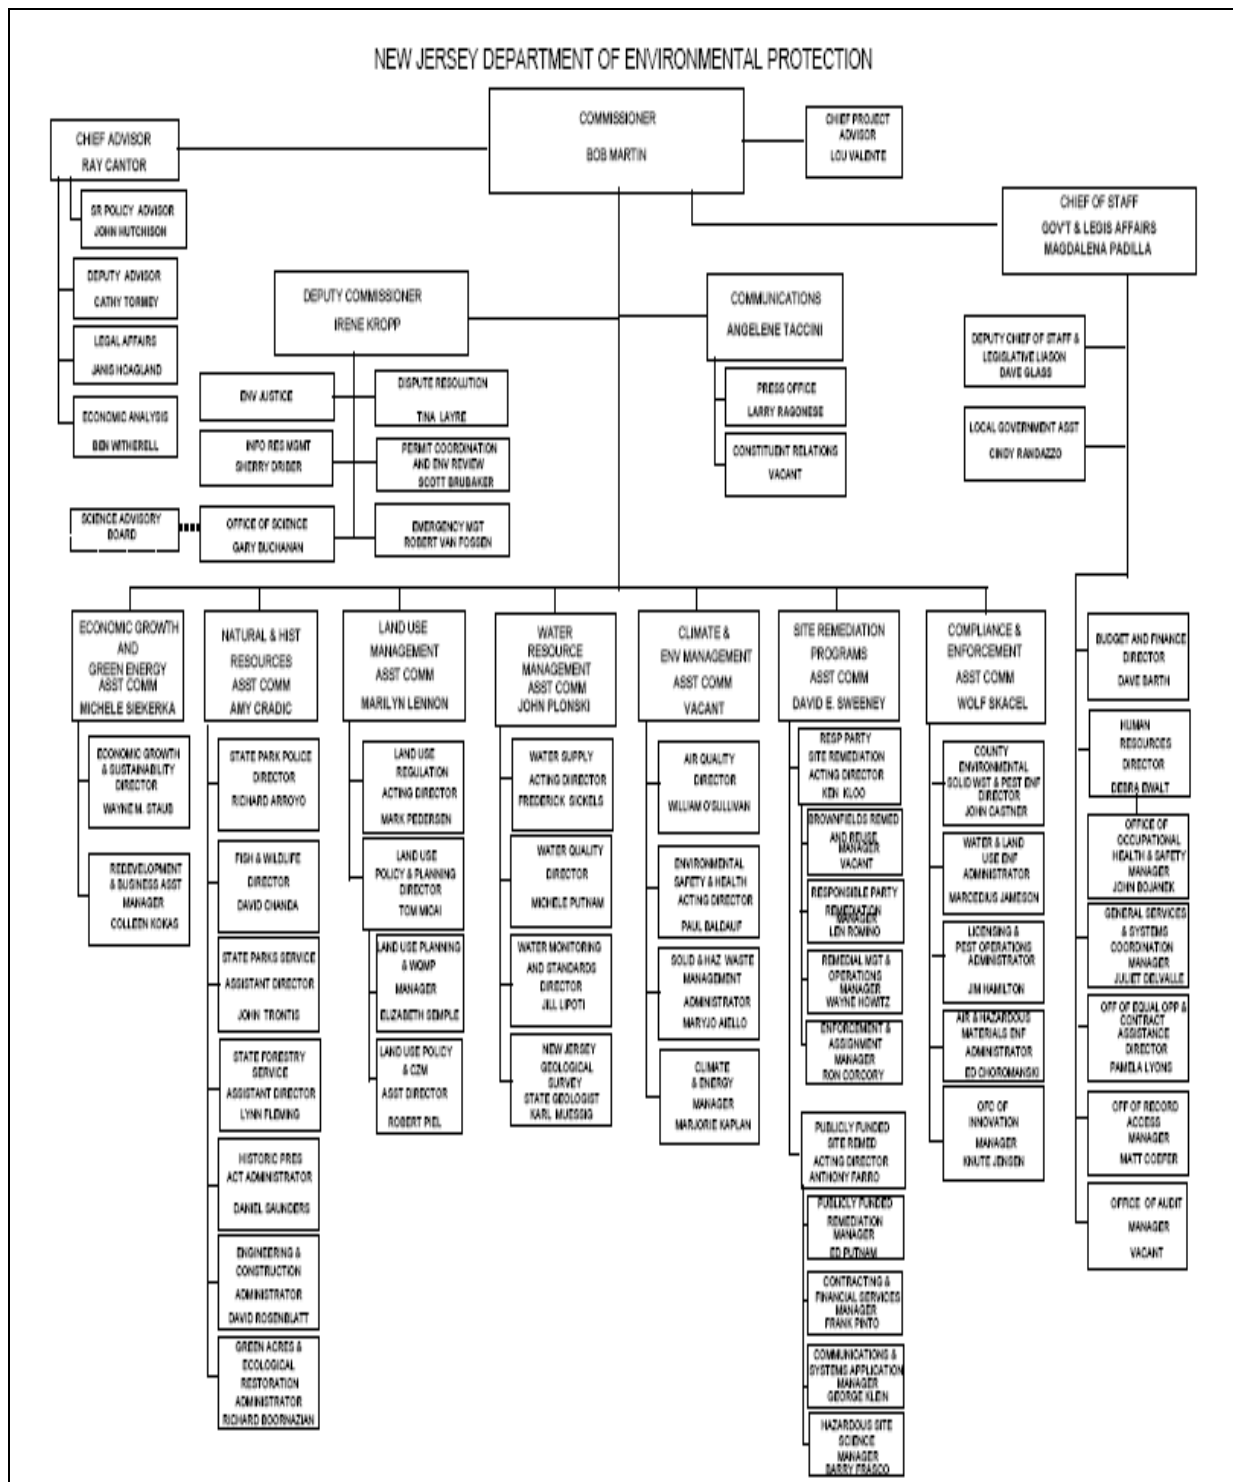 NEW JERSEY DEPARTMENT OF ENVIRONMENTAL PROTECTION
COMMISSIONER
BOB MARTIN
CHIEF PROJECT
ADVISOR
LOU VALENTE
CHIEF ADVISOR
RAY CANTOR
SR POLICY ADVISOR
JOHN HUTCHISON
DEPUTY ADVISOR
CATHY TORMEY
LEGAL AFFAIRS
JANIS HOAGLAND
ECONOMIC ANALYSIS
BEN WITHERELL
CHIEF OF STAFF
GOV'T & LEGIS AFFAIRS
MAGDALENA PADILLA
DEPUTY CHIEF OF STAFF &
LEGISLATIVE LIASON
DAVE GLASS
LOCAL GOVERNMENT ASST
CINDY RANDAZZO
DEPUTY COMMISSIONER
IRENE KROPP
ENV JUSTICE
DISPUTE RESOLUTION
TINA LAYRE
INFO RES MGMT
SHERRY DRIBER
PERMIT COORDINATION
AND ENV REVIEW
SCOTT BRUBAKER
SCIENCE ADVISORY
BOARD
OFFICE OF SCIENCE
GARY BUCHANAN
EMERGENCY MGT
ROBERT VAN FOSSEN
COMMUNICATIONS
ANGELENE TACCINI
PRESS OFFICE
LARRY RAGONESE
CONSTITUENT RELATIONS
VACANT
ECONOMIC GROWTH
AND
GREEN ENERGY
ASST COMM
MICHELE SIEKERKA
ECONOMIC GROWTH
& SUSTAINABILITY
DIRECTOR
WAYNE M. STAUB
REDEVELOPMENT
& BUSINESS ASST
MANAGER
COLLEEN KOKAS
NATURAL & HIST
RESOURCES
ASST COMM
AMY CRADIC
STATE PARK POLICE
DIRECTOR
RICHARD ARROYO
FISH & WILDLIFE
DIRECTOR
DAVID CHANDA
STATE PARKS SERVICE
ASSISTANT DIRECTOR
JOHN TRONTIS
STATE FORESTRY
SERVICE
ASSISTANT DIRECTOR
LYNN FLEMING
HISTORIC PRES
ACT ADMINISTRATOR
DANIEL SAUNDERS
ENGINEERING &
CONSTRUCTION
ADMINISTRATOR
DAVID ROSENBLATT
GREEN ACRES &
ECOLOGICAL
RESTORATION
ADMINISTRATOR
RICHARD BOORNAZIAN
LAND USE
MANAGEMENT
ASST COMM
MARILYN LENNON
LAND USE
REGULATION
ACTING DIRECTOR
MARK PEDERSEN
LAND USE
POLICY & PLANNING
DIRECTOR
TOM MICAI
LAND USE PLANNING
& WQMP
MANAGER
ELIZABETH SEMPLE
LAND USE POLICY
& CZM
ASST DIRECTOR
ROBERT PIEL
WATER
RESOURCE
MANAGEMENT
ASST COMM
JOHN PLONSKI
WATER SUPPLY
ACTING DIRECTOR
FREDERICK SICKELS
WATER QUALITY
DIRECTOR
MICHELE PUTNAM
WATER MONITORING
AND STANDARDS
DIRECTOR
JILL LIPOTI
NEW JERSEY
GEOLOGICAL
SURVEY
STATE GEOLOGIST
KARL MUESSIG
CLIMATE &
ENV MANAGEMENT
ASST COMM
VACANT
AIR QUALITY
DIRECTOR
WILLIAM O'SULLIVAN
ENVIRONMENTAL
SAFETY & HEALTH
ACTING DIRECTOR
PAUL BALDAUF
SOLID & HAZ WASTE
MANAGEMENT
ADMINISTRATOR
MARYJO AIELLO
CLIMATE
& ENERGY
MANAGER
MARJORIE KAPLAN
SITE REMEDIATION
PROGRAMS
ASST COMM
DAVID E. SWEENEY
RESP PARTY
SITE REMEDIATION
ACTING DIRECTOR
KEN KLOO
BROWNFIELDS REMED
AND REUSE
MANAGER
VACANT
RESPONSIBLE PARTY
REMEDIATION
MANAGER
LEN ROMINO
REMEDIAL MGT &
OPERATIONS
MANAGER
WAYNE HOWITZ
ENFORCEMENT &
ASSIGNMENT
MANAGER
RON CORCORY
PUBLICLY FUNDED
SITE REMED
ACTING DIRECTOR
ANTHONY FARRO
PUBLICLY FUNDED
REMEDIATION
MANAGER
ED PUTNAM
CONTRACTING &
FINANCIAL SERVICES
MANAGER
FRANK PINTO
COMMUNICATIONS &
SYSTEMS APPLICATION
MANAGER
GEORGE KLEIN
HAZARDOUS SITE
SCIENCE
MANAGER
BARRY FRASCO
COMPLIANCE &
ENFORCEMENT
ASST COMM
WOLF SKACEL
COUNTY
ENVIRONMENTAL
SOLID WST & PEST ENF
DIRECTOR
JOHN CASTNER
WATER & LAND
USE ENF
ADMINISTRATOR
MARCEDIUS JAMESON
LICENSING &
PEST OPERATIONS
ADMINISTRATOR
JIM HAMILTON
AIR & HAZARDOUS
MATERIALS ENF
ADMINISTRATOR
ED CHOROMANSKI
OFC OF
INNOVATION
MANAGER
KNUTE JENSEN
BUDGET AND FINANCE
DIRECTOR
DAVE BARTH
HUMAN
RESOURCES
DIRECTOR
DEBRA EWALT
OFFICE OF
OCCUPATIONAL
HEALTH & SAFETY
MANAGER
JOHN BOJANEK
GENERAL SERVICES
& SYSTEMS
COORDINATION
MANAGER
JULIET DELVALLE
OFF OF EQUAL OPP &
CONTRACT
ASSISTANCE
DIRECTOR
PAMELA LYONS
OFF OF RECORD
ACCESS
MANAGER
MATT COEFER
OFFICE OF AUDIT
MANAGER
VACANT